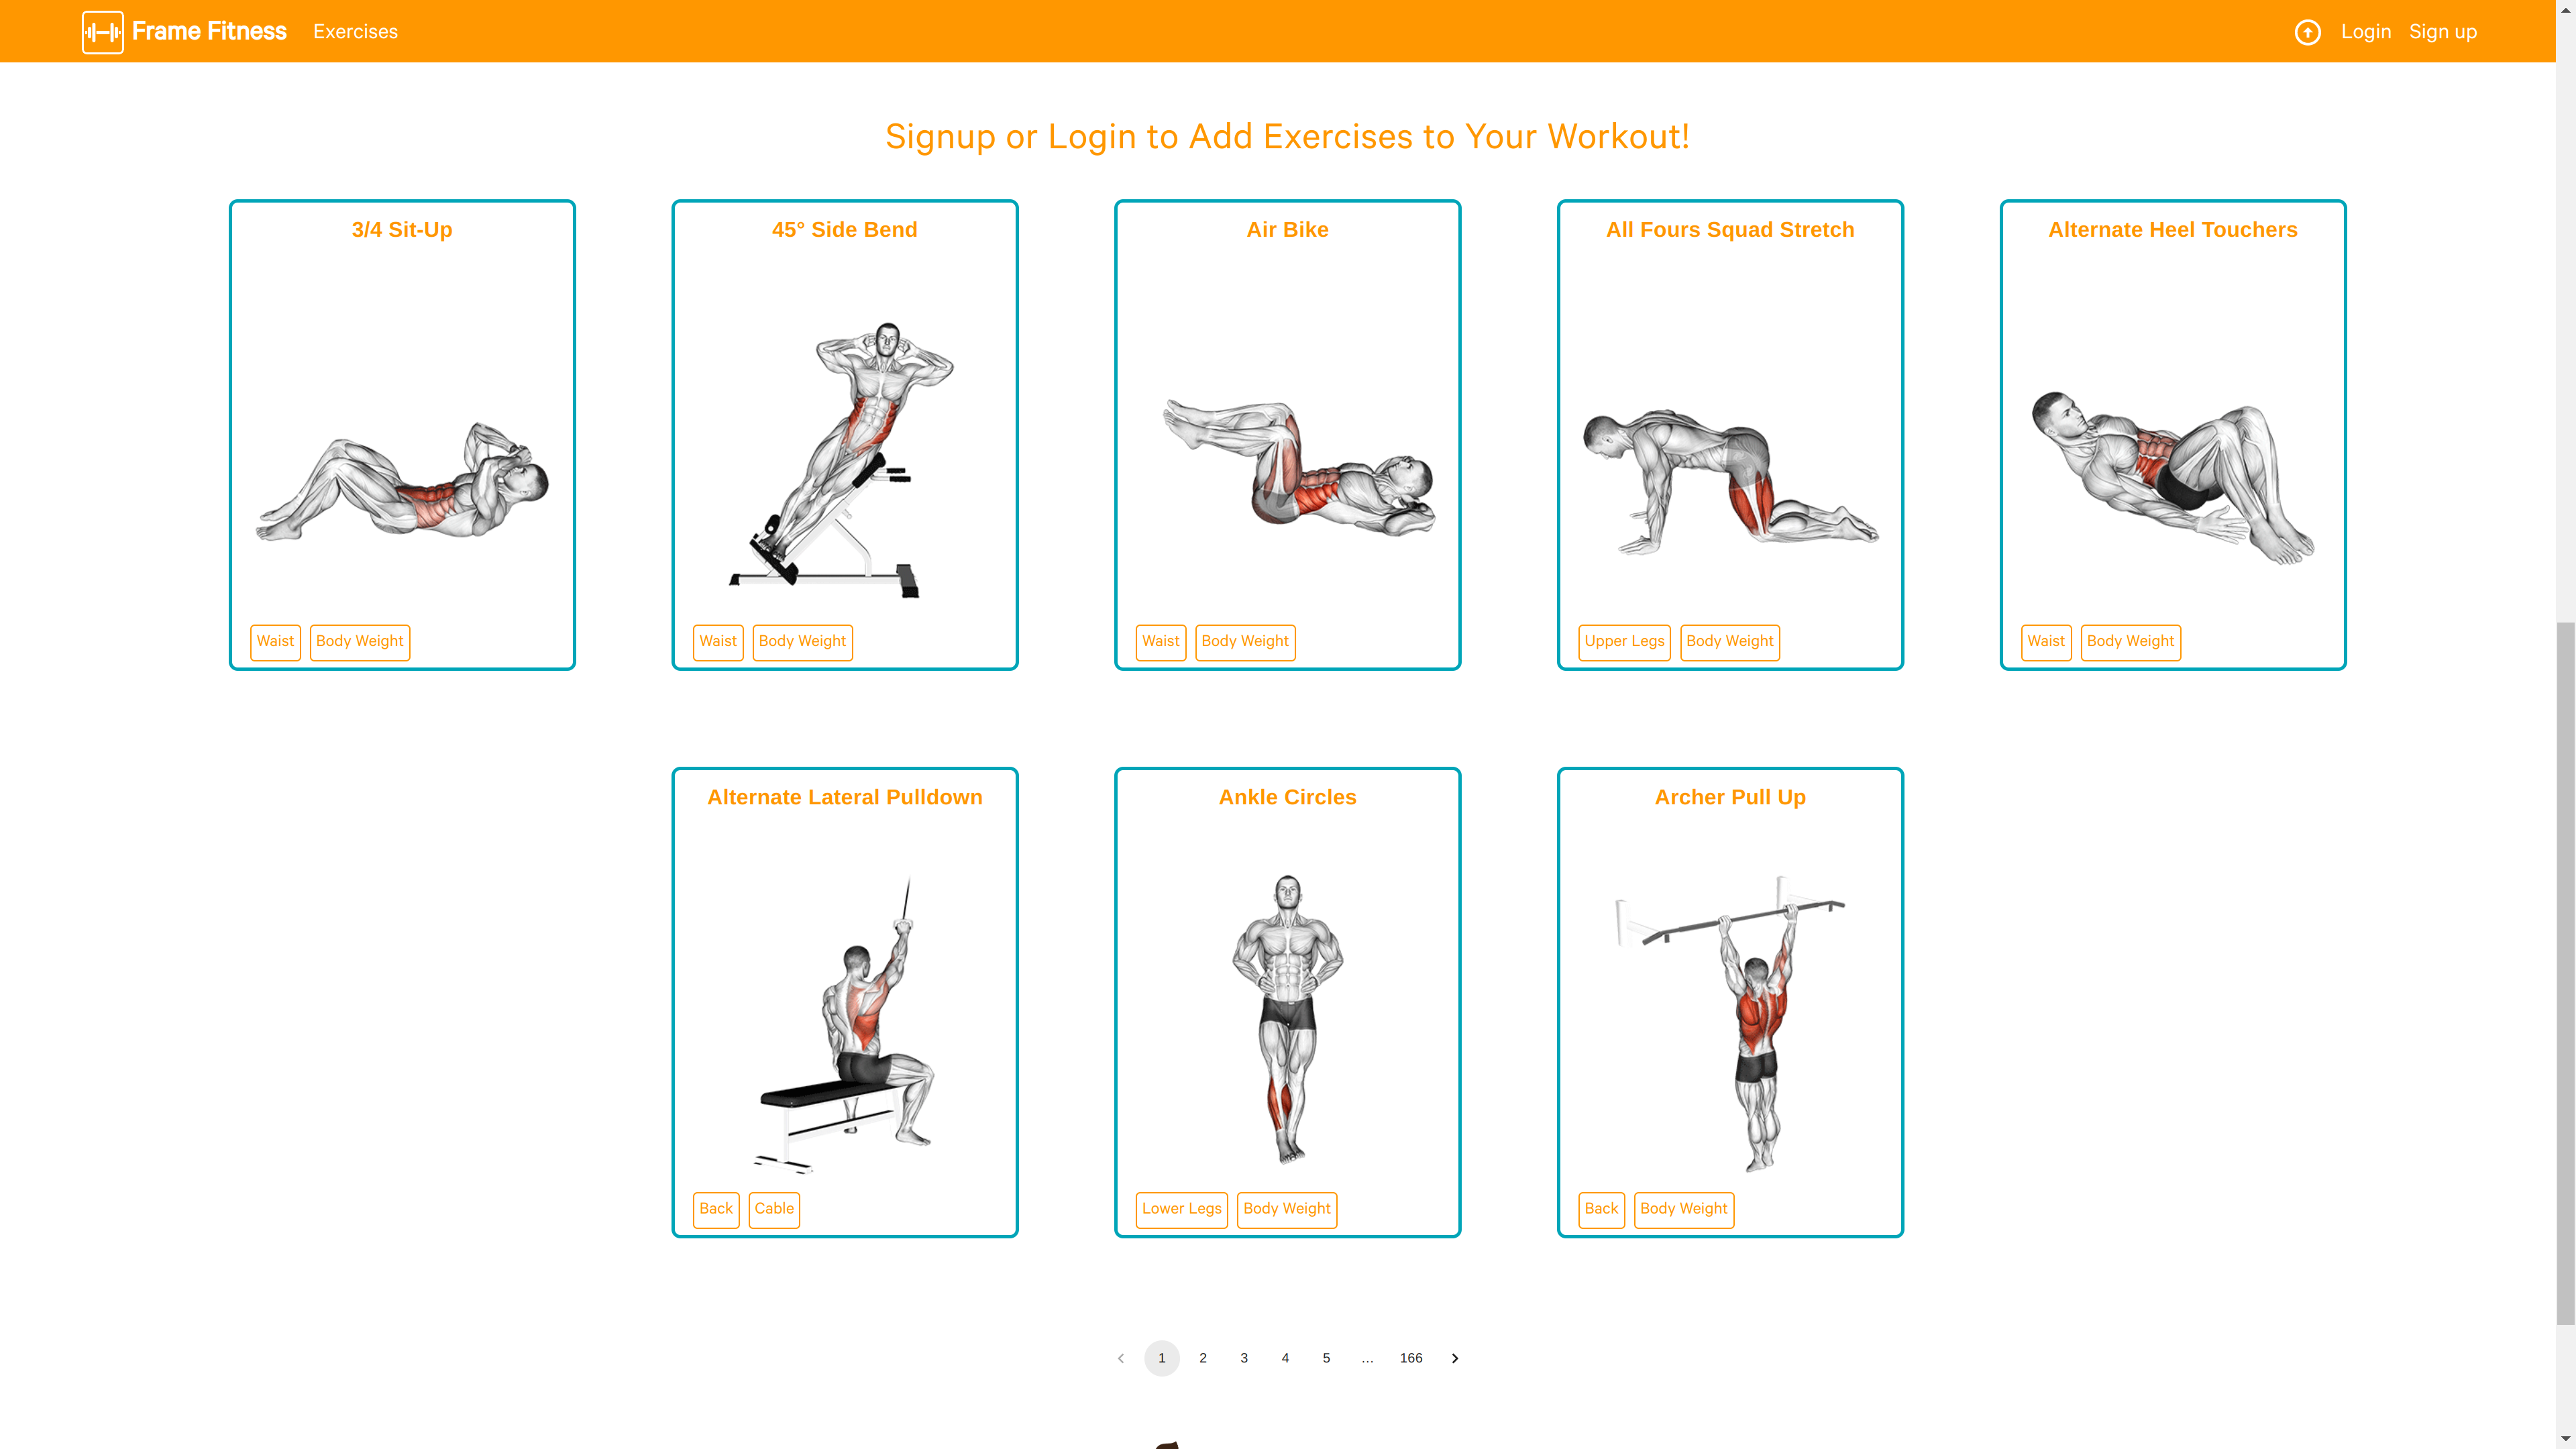 Frame Fitness Exercises Login Sign up
Signup or Login to Add Exercises to Your Workout!
3/4 Sit-Up
Waist Body Weight
45° Side Bend
Waist Body Weight
Air Bike
Waist Body Weight
All Fours Squad Stretch
Upper Legs Body Weight
Alternate Heel Touchers
Waist Body Weight
Alternate Lateral Pulldown
Back Cable
Ankle Circles
Lower Legs Body Weight
Archer Pull Up
Back Body Weight
1 2 3 4 5 … 166